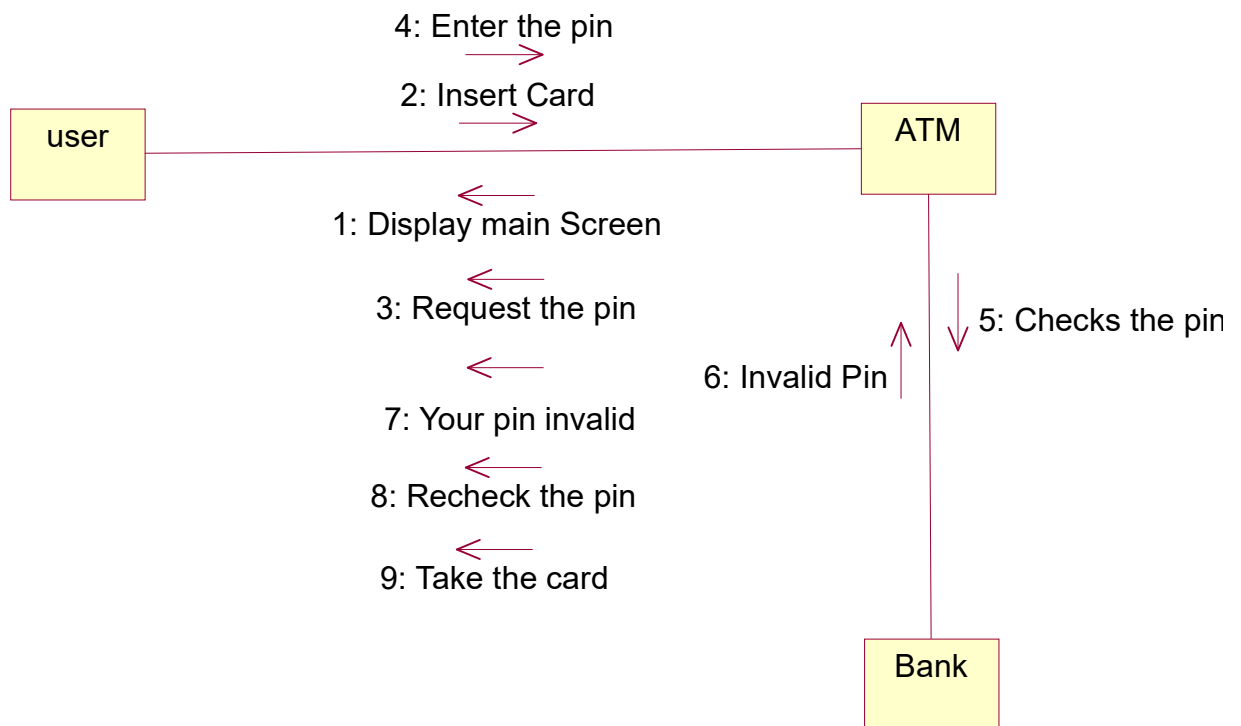 4: Enter the pin
2: Insert Card
user
ATM
1: Display main Screen
3: Request the pin
5: Checks the pin
6: Invalid Pin
7: Your pin invalid
8: Recheck the pin
9: Take the card
Bank